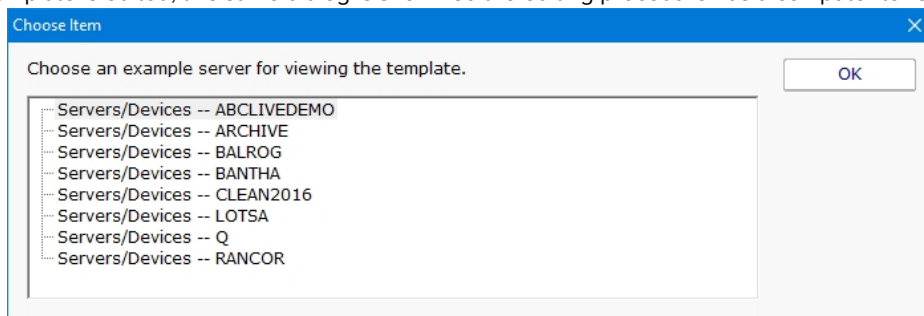 Choose Item
Choose an example server for viewing the template.
OK
Servers/Devices -- ABCLIVEDEMO
Servers/Devices -- ARCHIVE
Servers/Devices -- BALROG
Servers/Devices -- BANTHA
Servers/Devices -- CLEAN2016
Servers/Devices -- LOTSA
Servers/Devices -- Q
Servers/Devices -- RANCOR